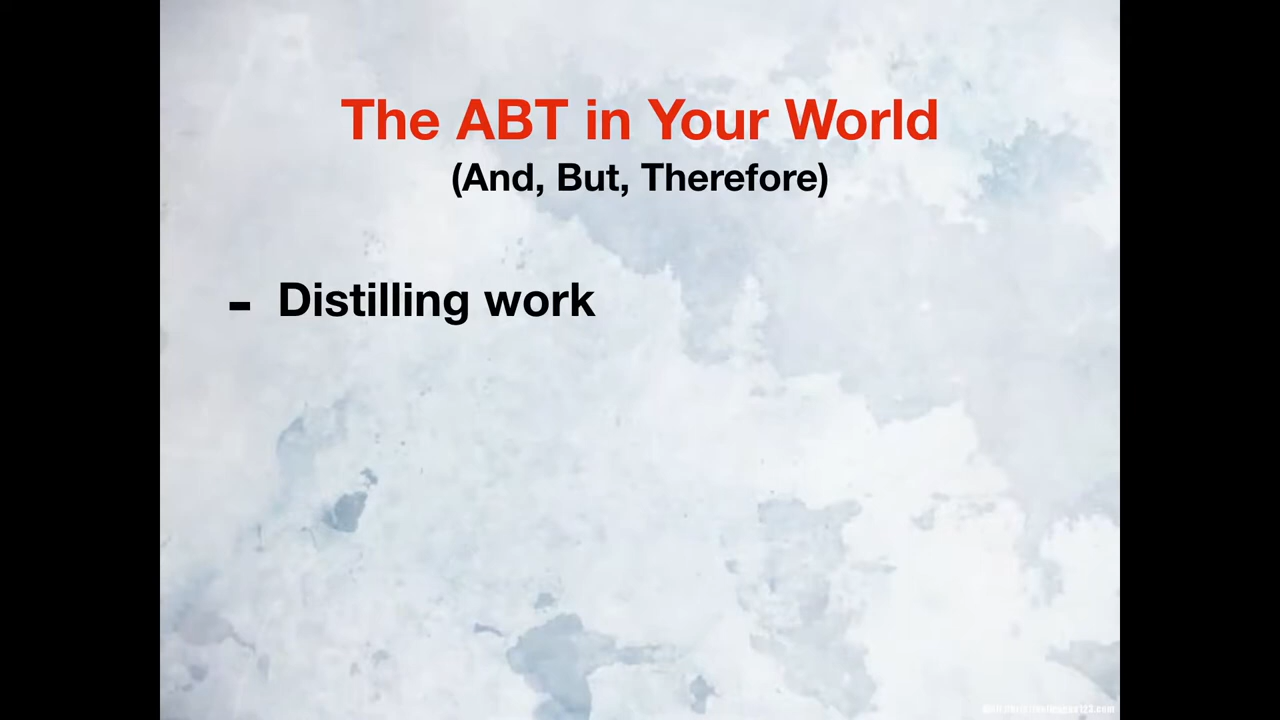 The ABT in Your World
(And, But, Therefore)
- Distilling work